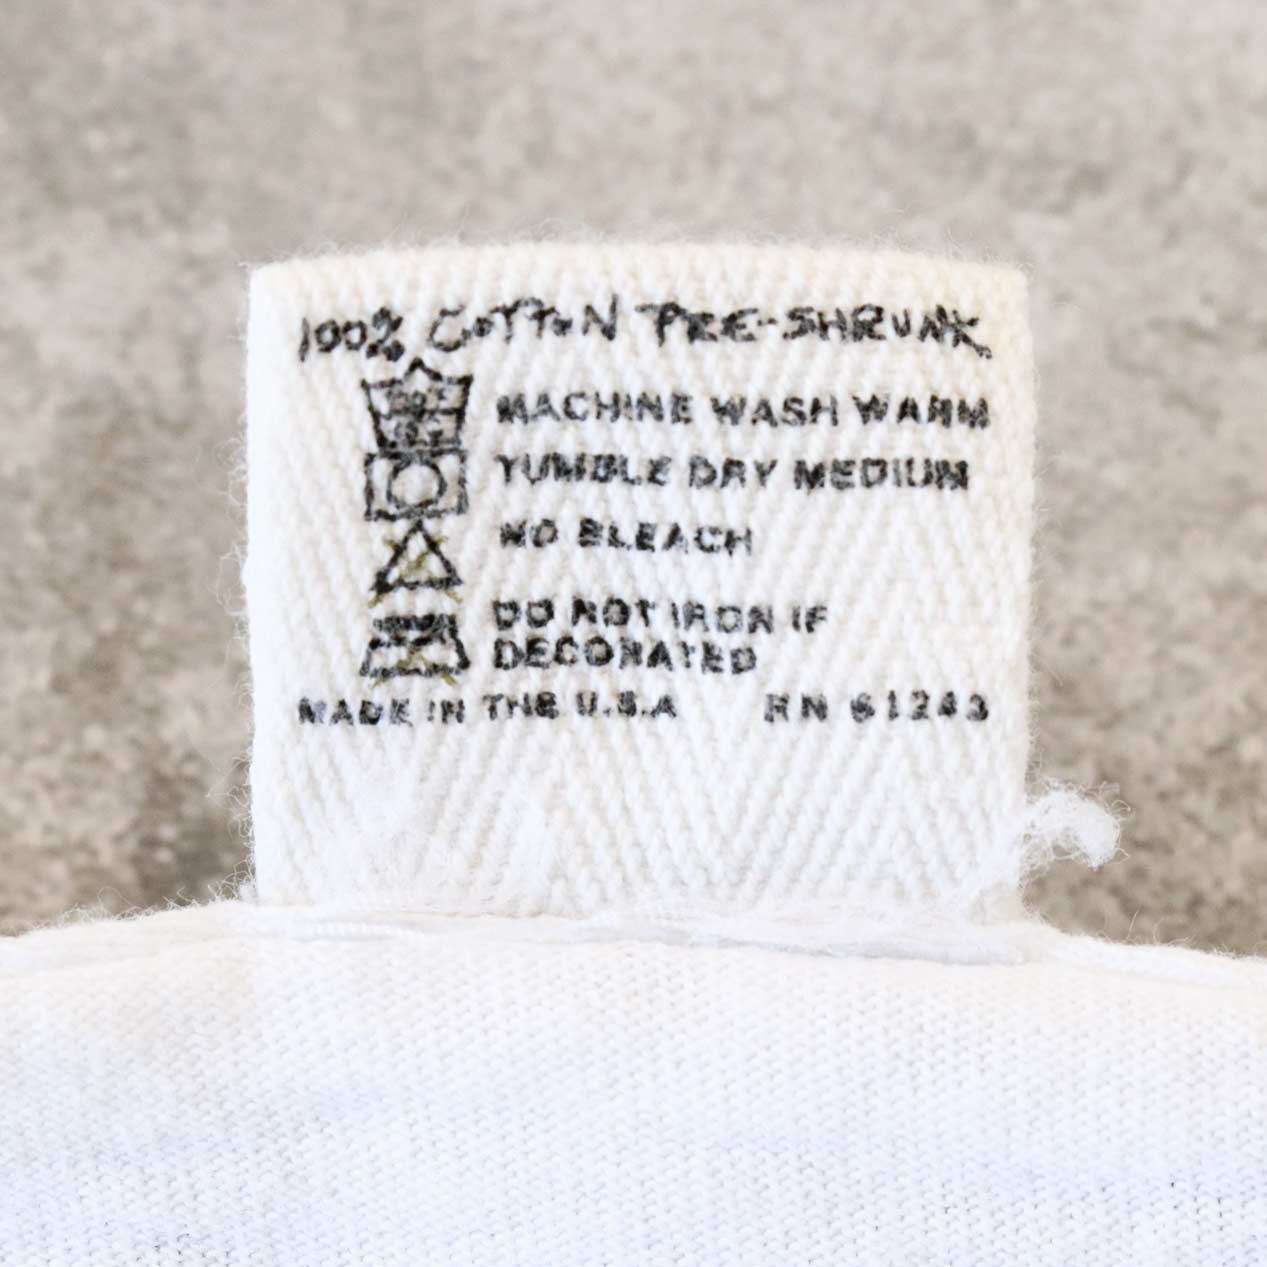 100% COTTON PRE-SHRUNK
MACHINE WASH WARM
TUMBLE DRY MEDIUM
NO BLEACH
DO NOT IRON IF
DECORATED
MADE IN THE U.S.A RN 61243